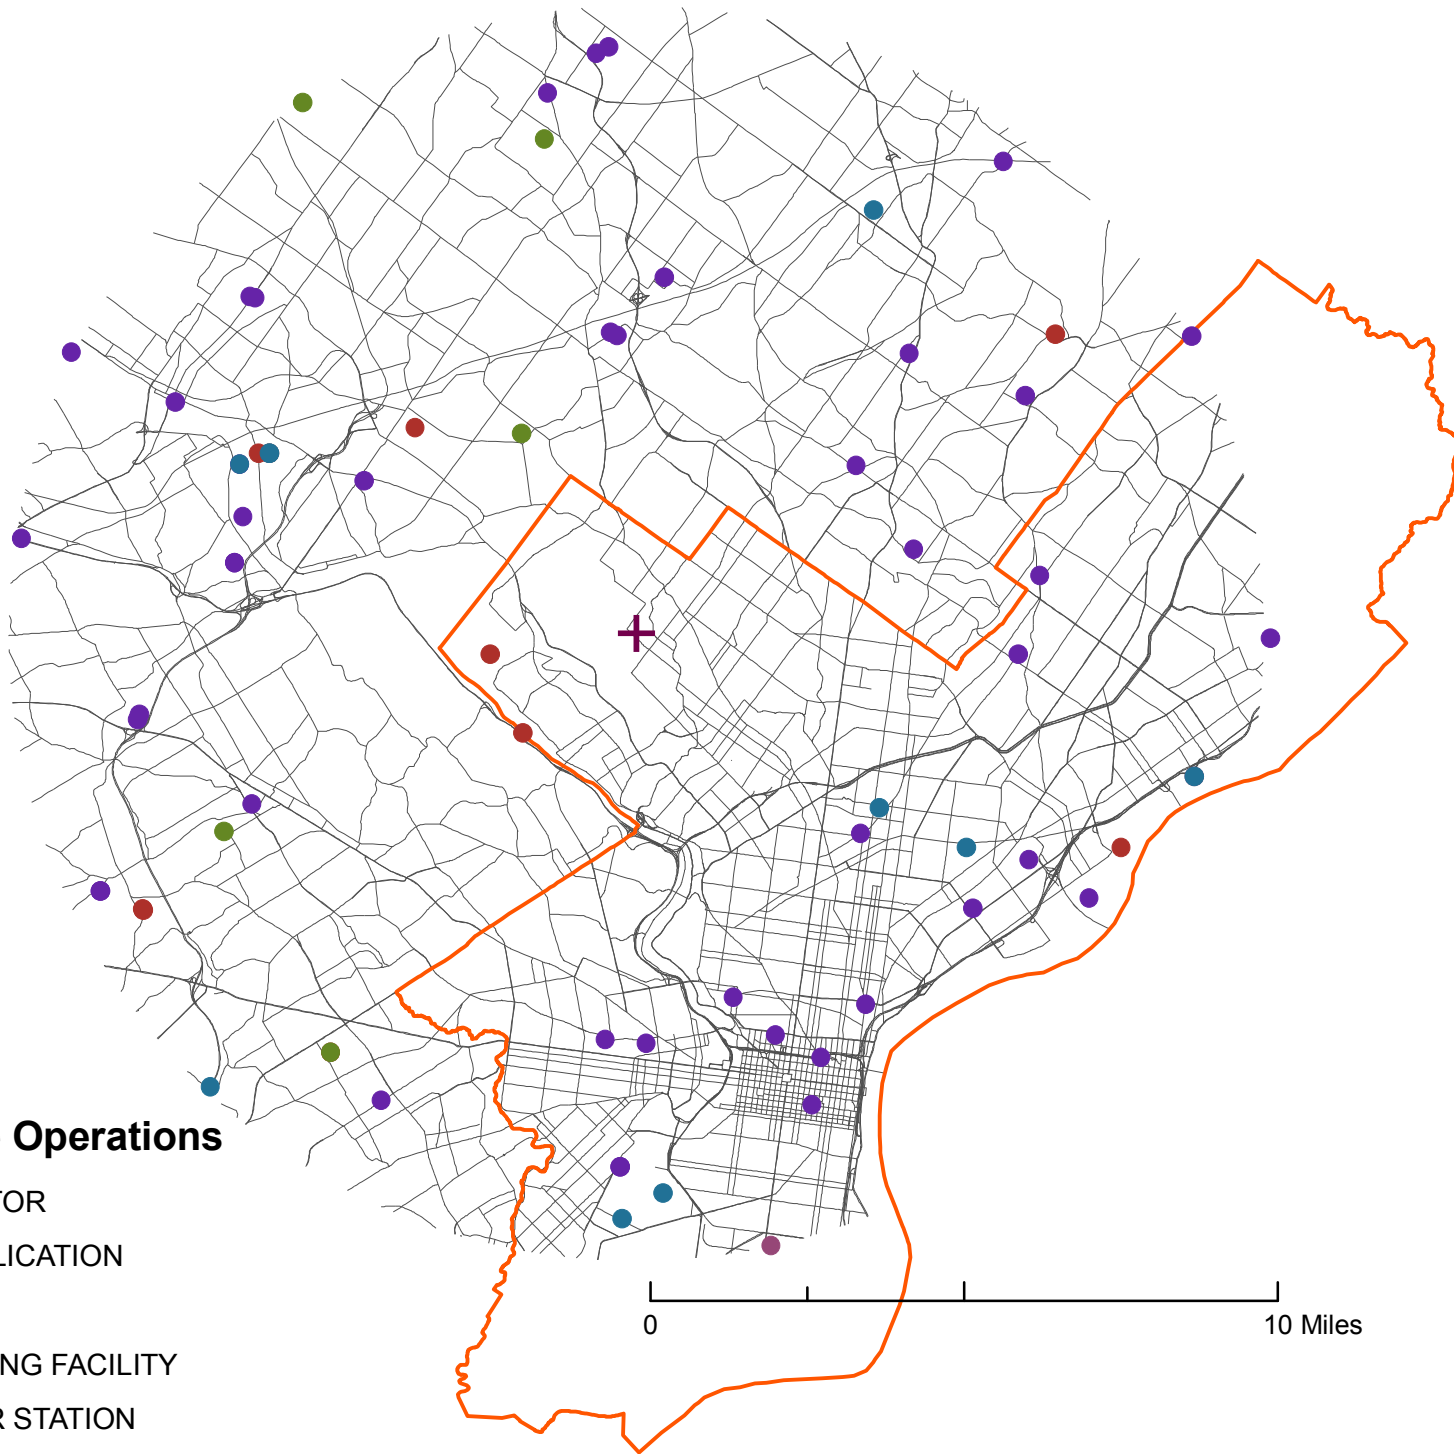 Operations
TOR
LICATION
NG FACILITY
R STATION
0
10 Miles